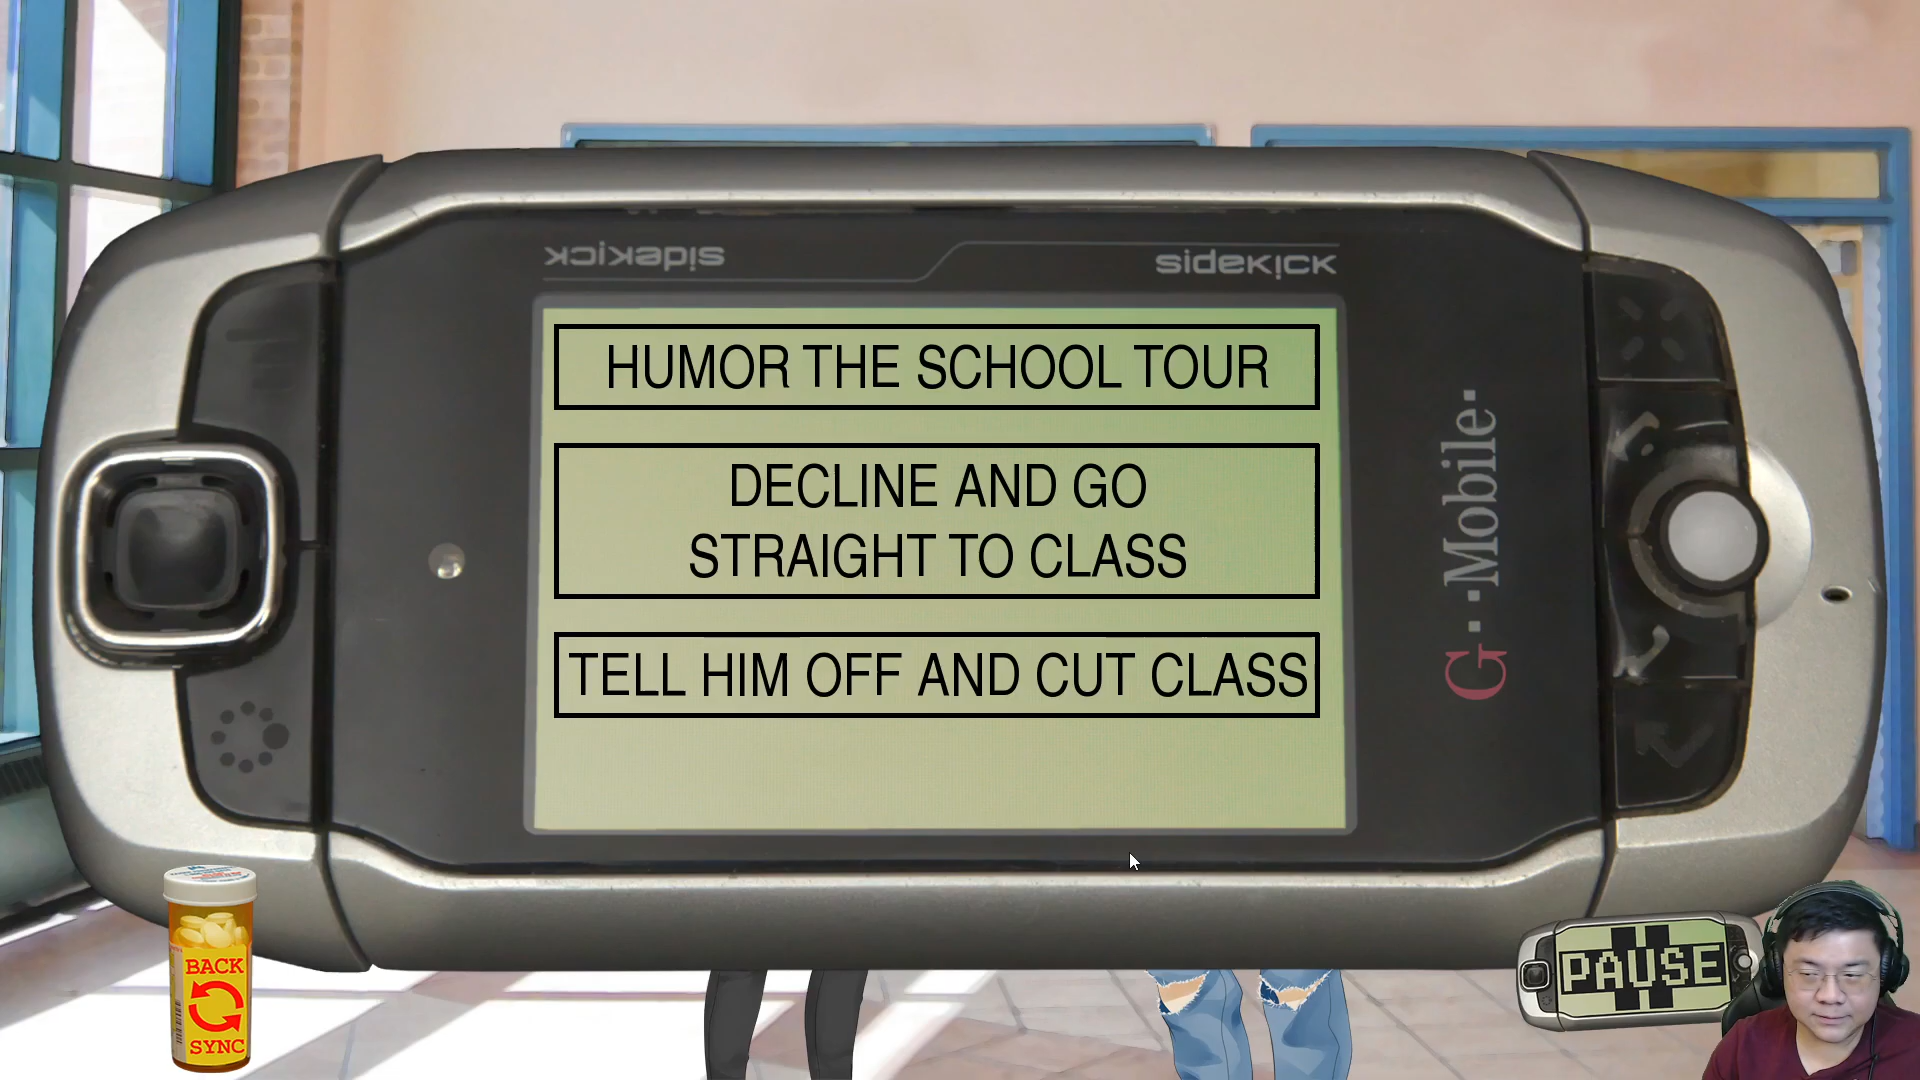 sidekick
sidekick
HUMOR THE SCHOOL TOUR
DECLINE AND GO
STRAIGHT TO CLASS
TELL HIM OFF AND CUT CLASS
G··Mobile·
BACK
SYNC
PAUSE